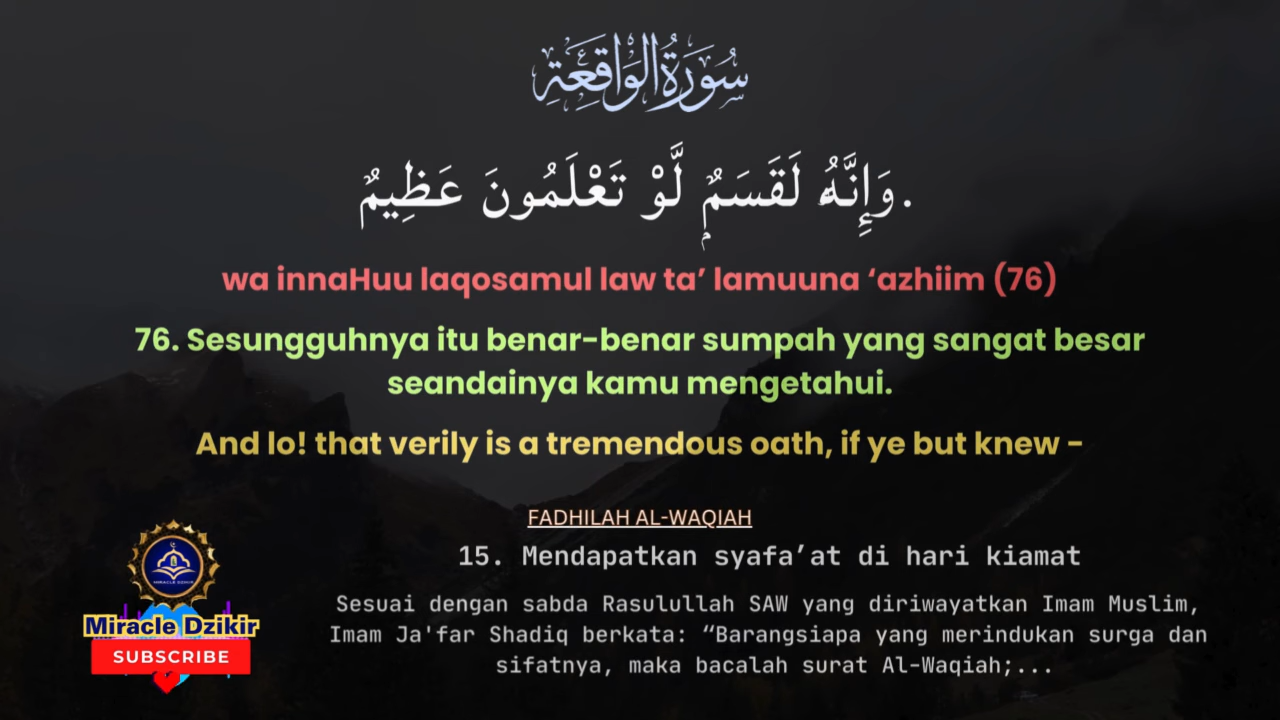 سُورَةُ الْوَاقِعَةِ
وَإِنَّهُ لَقَسَمٌ لَّوْ تَعْلَمُونَ عَظِيمٌ.
wa innaHuu laqosamul law ta’ lamuuna ‘azhiim (76)
76. Sesungguhnya itu benar-benar sumpah yang sangat besar
seandainya kamu mengetahui.
And lo! that verily is a tremendous oath, if ye but knew -
FADHILAH AL-WAQIAH
15. Mendapatkan syafa’at di hari kiamat
Sesuai dengan sabda Rasulullah SAW yang diriwayatkan Imam Muslim,
Imam Ja'far Shadiq berkata: “Barangsiapa yang merindukan surga dan
sifatnya, maka bacalah surat Al-Waqiah;...
MIRACLE DZIKIR
Miracle Dzikir
SUBSCRIBE